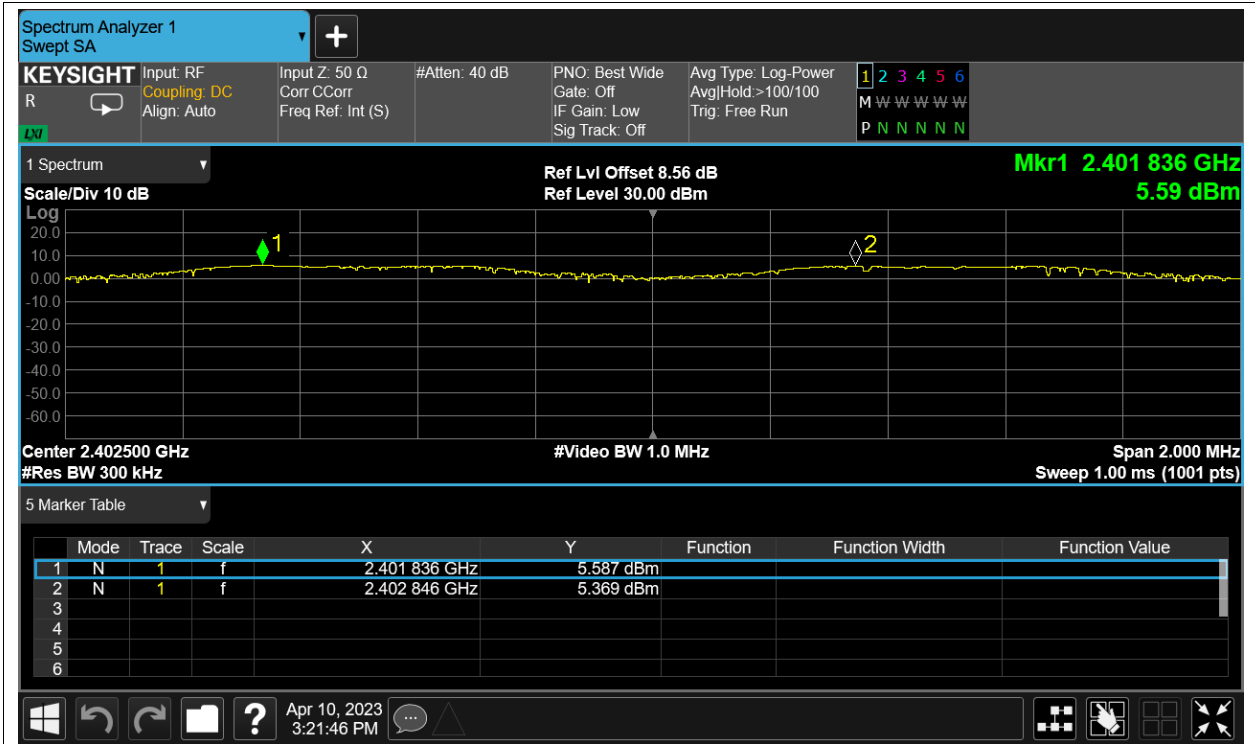 Spectrum Analyzer 1
Swept SA
+
KEYSIGHT Input: RF Input Z: 50 Ω #Atten: 40 dB PNO: Best Wide Avg Type: Log-Power 1 2 3 4 5 6
R Coupling: DC Corr CCorr Gate: Off Avg|Hold:>100/100 M W W W W W
Align: Auto Freq Ref: Int (S) IF Gain: Low Trig: Free Run
LXI Sig Track: Off P N N N N N
1 Spectrum Ref Lvl Offset 8.56 dB Mkr1 2.401 836 GHz
Scale/Div 10 dB Ref Level 30.00 dBm 5.59 dBm
Log
20.0
10.0 1 2
0.00
-10.0
-20.0
-30.0
-40.0
-50.0
-60.0
Center 2.402500 GHz #Video BW 1.0 MHz Span 2.000 MHz
#Res BW 300 kHz Sweep 1.00 ms (1001 pts)
5 Marker Table
Mode Trace Scale X Y Function Function Width Function Value
1 N 1 f 2.401 836 GHz 5.587 dBm
2 N 1 f 2.402 846 GHz 5.369 dBm
3
4
5
6
? Apr 10, 2023
3:21:46 PM